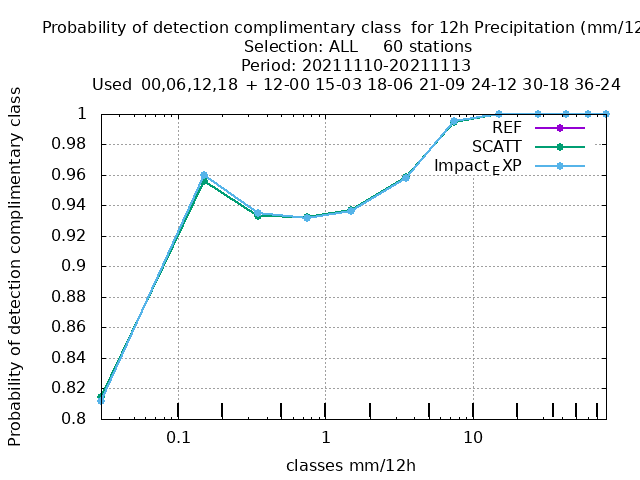 Probability of detection complimentary class for 12h Precipitation (mm/12
Selection: ALL 60 stations
Period: 20211110-20211113
Used 00,06,12,18 + 12-00 15-03 18-06 21-09 24-12 30-18 36-24
Probability of detection complimentary class
1
0.98
0.96
0.94
0.92
0.9
0.88
0.86
0.84
0.82
0.8
REF
SCATT
Impact_EXP
0.1 1 10
classes mm/12h